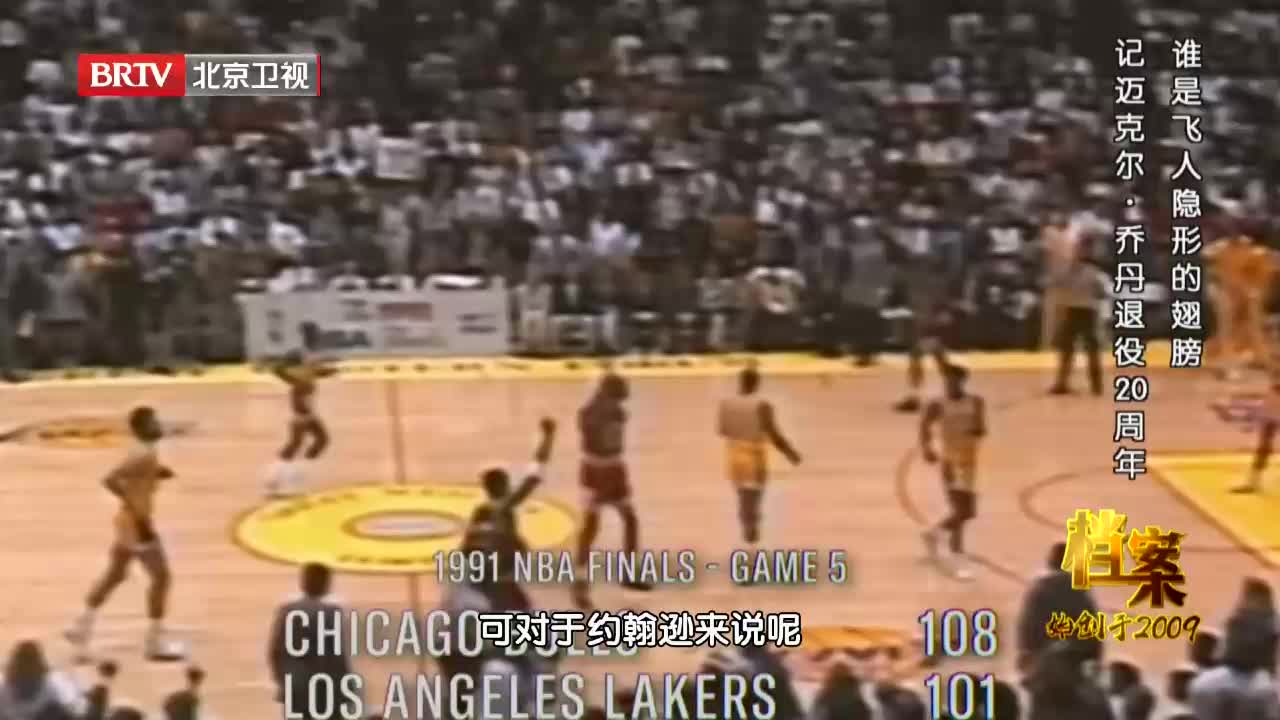 BRTV 北京卫视
谁是飞人隐形的翅膀
记迈克尔·乔丹退役20周年
1991 NBA FINALS - GAME 5
CHICAGO BULLS 108
可对于约翰逊来说呢
LOS ANGELES LAKERS 101
档案
始创于2009